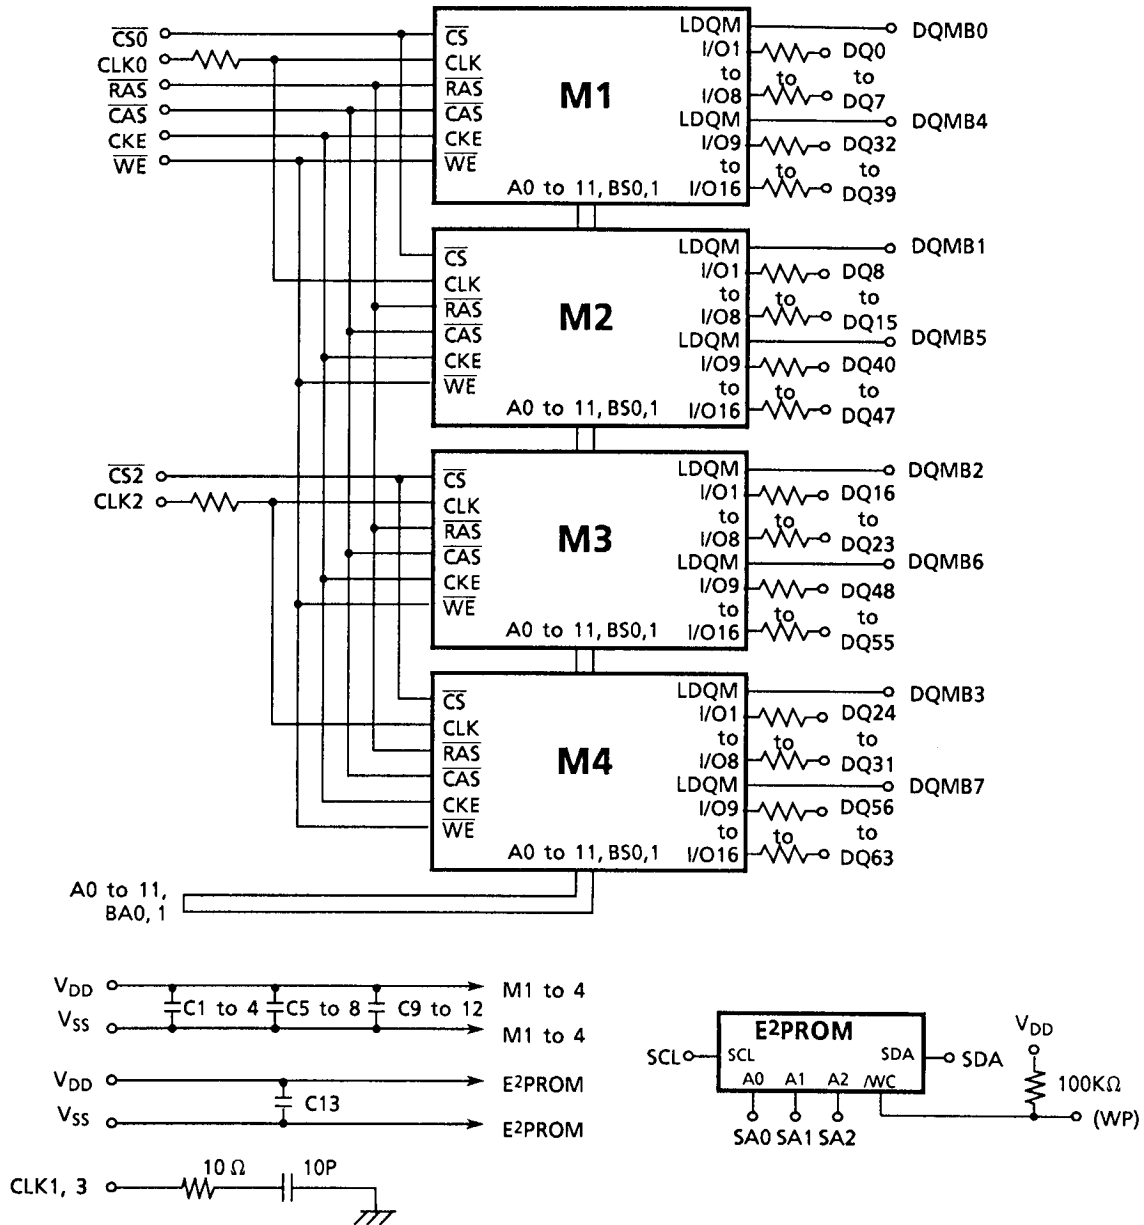 CS0
CLK0
RAS
CAS
CKE
WE
CS
CLK
RAS
CAS
CKE
WE
M1
A0 to 11, BS0,1
LDQM
I/O1
to
I/O8
LDQM
I/O9
to
I/O16
to
to
DQMB0
DQ0
to
DQ7
DQMB4
DQ32
to
DQ39
CS
CLK
RAS
CAS
CKE
WE
M2
A0 to 11, BS0,1
LDQM
I/O1
to
I/O8
LDQM
I/O9
to
I/O16
to
to
DQMB1
DQ8
to
DQ15
DQMB5
DQ40
to
DQ47
CS2
CLK2
CS
CLK
RAS
CAS
CKE
WE
M3
A0 to 11, BS0,1
LDQM
I/O1
to
I/O8
LDQM
I/O9
to
I/O16
to
to
DQMB2
DQ16
to
DQ23
DQMB6
DQ48
to
DQ55
CS
CLK
RAS
CAS
CKE
WE
M4
A0 to 11, BS0,1
LDQM
I/O1
to
I/O8
LDQM
I/O9
to
I/O16
to
to
DQMB3
DQ24
to
DQ31
DQMB7
DQ56
to
DQ63
A0 to 11,
BA0, 1
VDD
C1 to 4 C5 to 8 C9 to 12
M1 to 4
VSS
M1 to 4
VDD
C13
E2PROM
VSS
E2PROM
CLK1, 3
10 Ω
10P
E2PROM
SCL
SCL
SDA
SDA
A0 A1 A2 /WC
SA0 SA1 SA2
VDD
100KΩ
(WP)